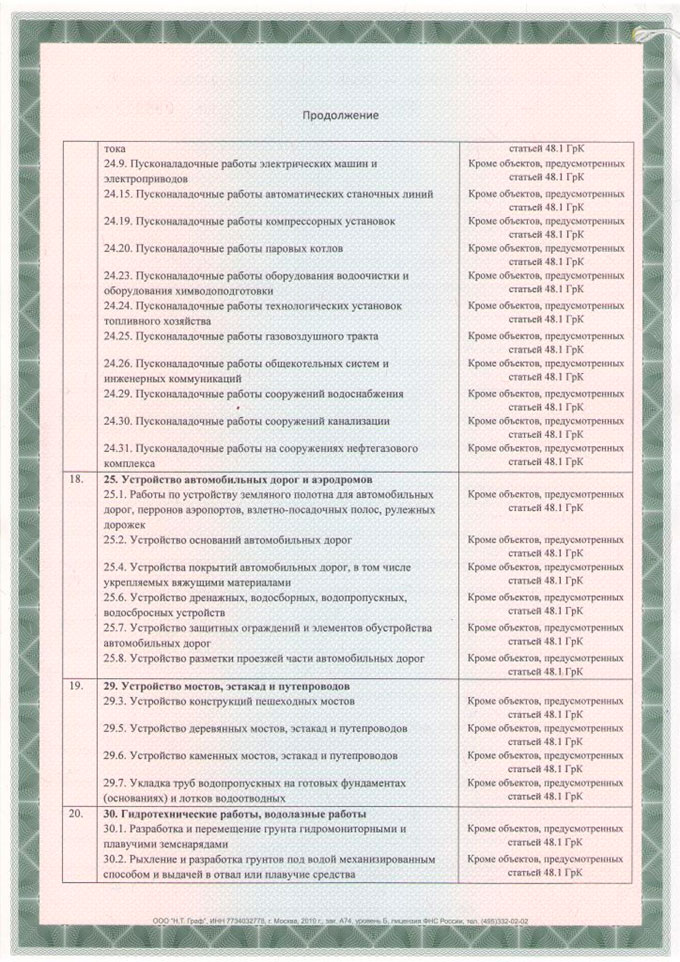 Продолжение
тока статьей 48.1 ГрК
24.9. Пусконаладочные работы электрических машин и Кроме объектов, предусмотренных
электроприводов статьей 48.1 ГрК
24.15. Пусконаладочные работы автоматических станочных линий Кроме объектов, предусмотренных
статьей 48.1 ГрК
24.19. Пусконаладочные работы компрессорных установок Кроме объектов, предусмотренных
статьей 48.1 ГрК
24.20. Пусконаладочные работы паровых котлов Кроме объектов, предусмотренных
статьей 48.1 ГрК
24.23. Пусконаладочные работы оборудования водоочистки и Кроме объектов, предусмотренных
оборудования химводоподготовки статьей 48.1 ГрК
24.24. Пусконаладочные работы технологических установок Кроме объектов, предусмотренных
топливного хозяйства статьей 48.1 ГрК
24.25. Пусконаладочные работы газовоздушного тракта Кроме объектов, предусмотренных
статьей 48.1 ГрК
24.26. Пусконаладочные работы общекотельных систем и Кроме объектов, предусмотренных
инженерных коммуникаций статьей 48.1 ГрК
24.29. Пусконаладочные работы сооружений водоснабжения Кроме объектов, предусмотренных
статьей 48.1 ГрК
24.30. Пусконаладочные работы сооружений канализации Кроме объектов, предусмотренных
статьей 48.1 ГрК
24.31. Пусконаладочные работы на сооружениях нефтегазового Кроме объектов, предусмотренных
комплекса статьей 48.1 ГрК
18. 25. Устройство автомобильных дорог и аэродромов
25.1. Работы по устройству земляного полотна для автомобильных Кроме объектов, предусмотренных
дорог, перронов аэропортов, взлетно-посадочных полос, рулежных статьей 48.1 ГрК
дорожек
25.2. Устройство оснований автомобильных дорог Кроме объектов, предусмотренных
статьей 48.1 ГрК
25.4. Устройства покрытий автомобильных дорог, в том числе Кроме объектов, предусмотренных
укрепляемых вяжущими материалами статьей 48.1 ГрК
25.6. Устройство дренажных, водосборных, водопропускных, Кроме объектов, предусмотренных
водосбросных устройств статьей 48.1 ГрК
25.7. Устройство защитных ограждений и элементов обустройства Кроме объектов, предусмотренных
автомобильных дорог статьей 48.1 ГрК
25.8. Устройство разметки проезжей части автомобильных дорог Кроме объектов, предусмотренных
статьей 48.1 ГрК
19. 29. Устройство мостов, эстакад и путепроводов
29.3. Устройство конструкций пешеходных мостов Кроме объектов, предусмотренных
статьей 48.1 ГрК
29.5. Устройство деревянных мостов, эстакад и путепроводов Кроме объектов, предусмотренных
статьей 48.1 ГрК
29.6. Устройство каменных мостов, эстакад и путепроводов Кроме объектов, предусмотренных
статьей 48.1 ГрК
29.7. Укладка труб водопропускных на готовых фундаментах Кроме объектов, предусмотренных
(основаниях) и лотков водоотводных статьей 48.1 ГрК
20. 30. Гидротехнические работы, водолазные работы
30.1. Разработка и перемещение грунта гидромониторными и Кроме объектов, предусмотренных
плавучими земснарядами статьей 48.1 ГрК
30.2. Рыхление и разработка грунтов под водой механизированным Кроме объектов, предусмотренных
способом и выдачей в отвал или плавучие средства статьей 48.1 ГрК
ООО "Н.Т. Граф", ИНН 7734032776, г. Москва, 2010 г., зак. А74, уровень Б, лицензия ФНС России, тел. (495)332-02-02